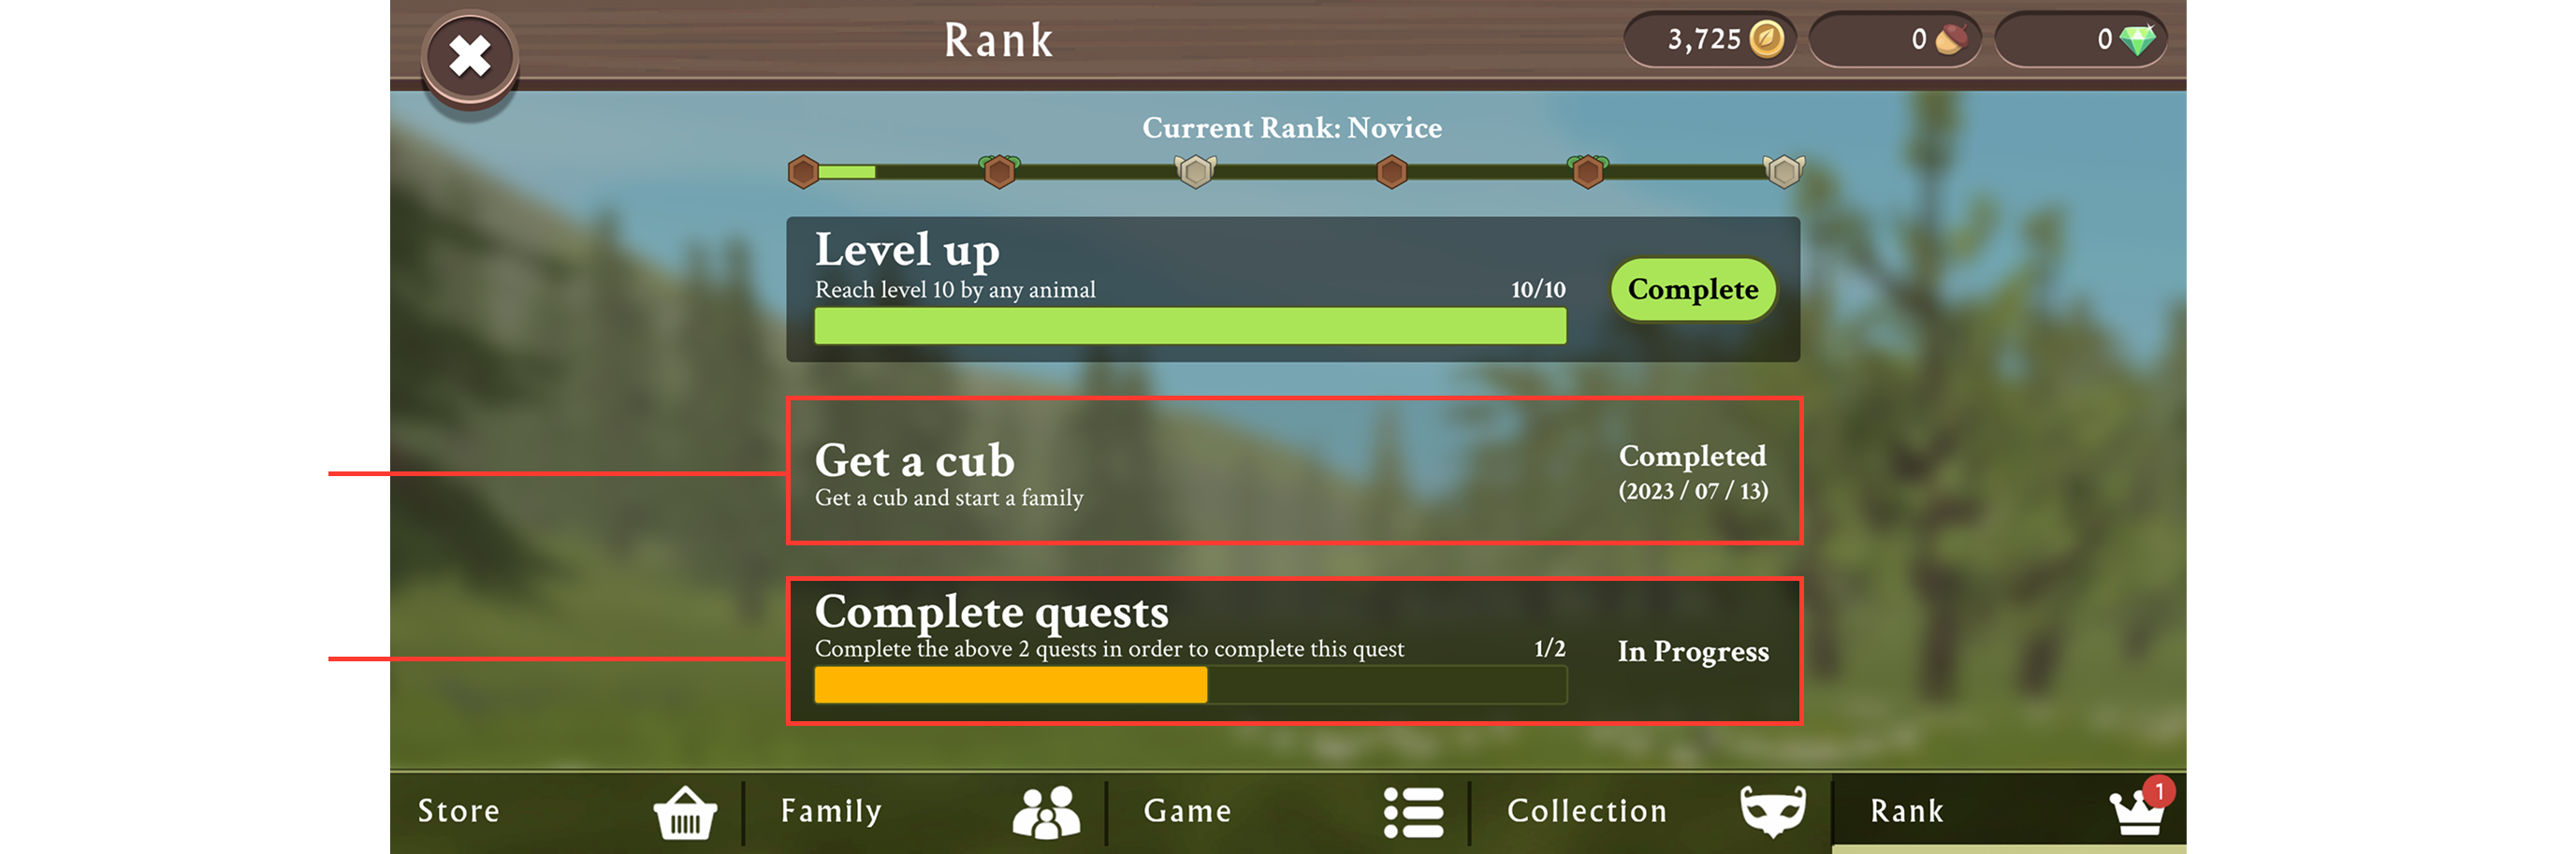 Rank
3,725
0
0
Current Rank: Novice
Level up
Reach level 10 by any animal
10/10
Complete
Get a cub
Get a cub and start a family
Completed
(2023 / 07 / 13)
Complete quests
Complete the above 2 quests in order to complete this quest
1/2
In Progress
Store
Family
Game
Collection
Rank
1